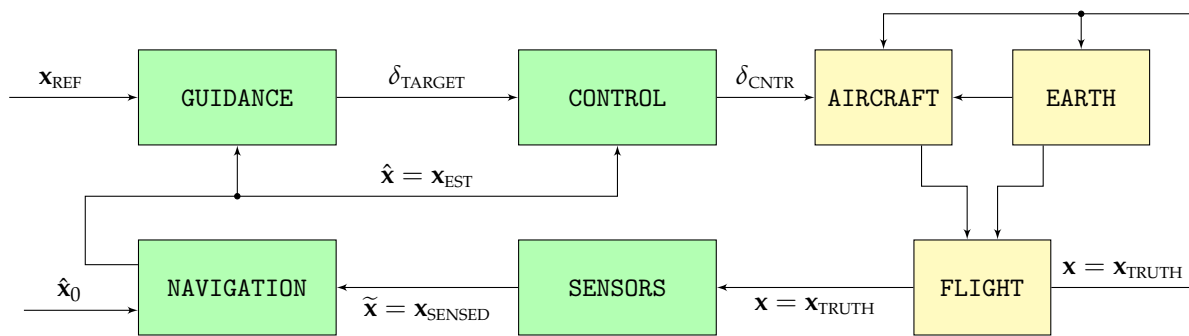 x_REF
GUIDANCE
δ_TARGET
CONTROL
δ_CNTR
AIRCRAFT
EARTH
x̂ = x_EST
x̂_0
NAVIGATION
x̃ = x_SENSED
SENSORS
x = x_TRUTH
FLIGHT
x = x_TRUTH